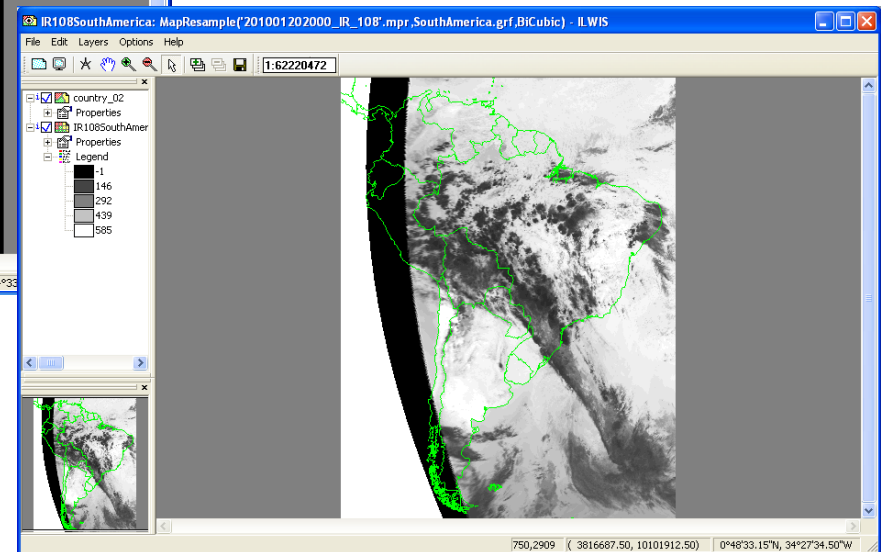 IR108SouthAmerica: MapResample('201001202000_IR_108'.mpr,SouthAmerica.grf,BiCubic) - ILWIS
File Edit Layers Options Help
1:62220472
country_02
Properties
IR108SouthAmer
Properties
Legend
-1
146
292
439
585
°33
750,2909 ( 3816687.50, 10101912.50) 0°48'33.15"N, 34°27'34.50"W